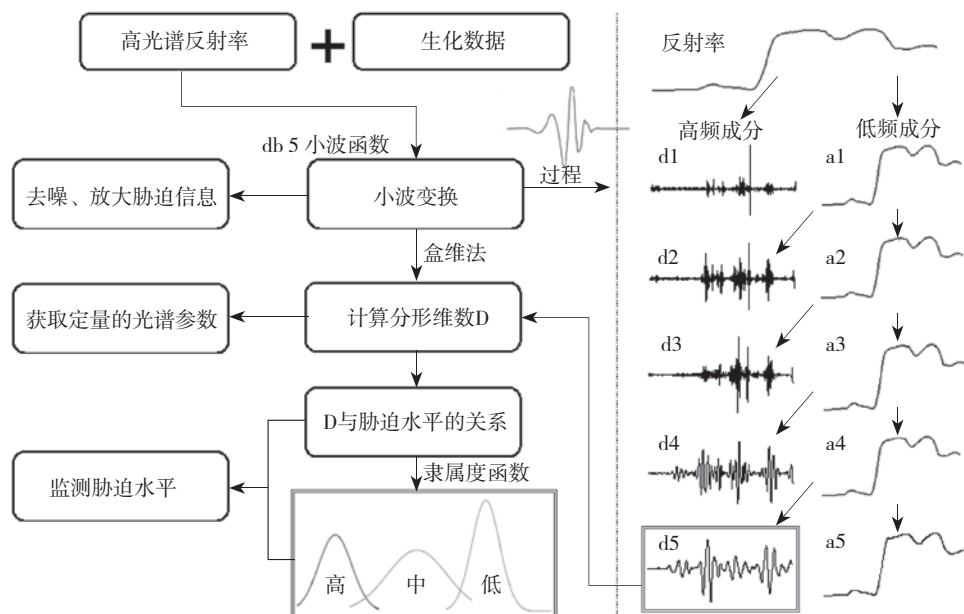 高光谱反射率
+
生化数据
db 5 小波函数
去噪、放大胁迫信息
小波变换
过程
盒维法
获取定量的光谱参数
计算分形维数D
D与胁迫水平的关系
隶属度函数
监测胁迫水平
高
中
低
反射率
高频成分
低频成分
d1
a1
d2
a2
d3
a3
d4
a4
d5
a5